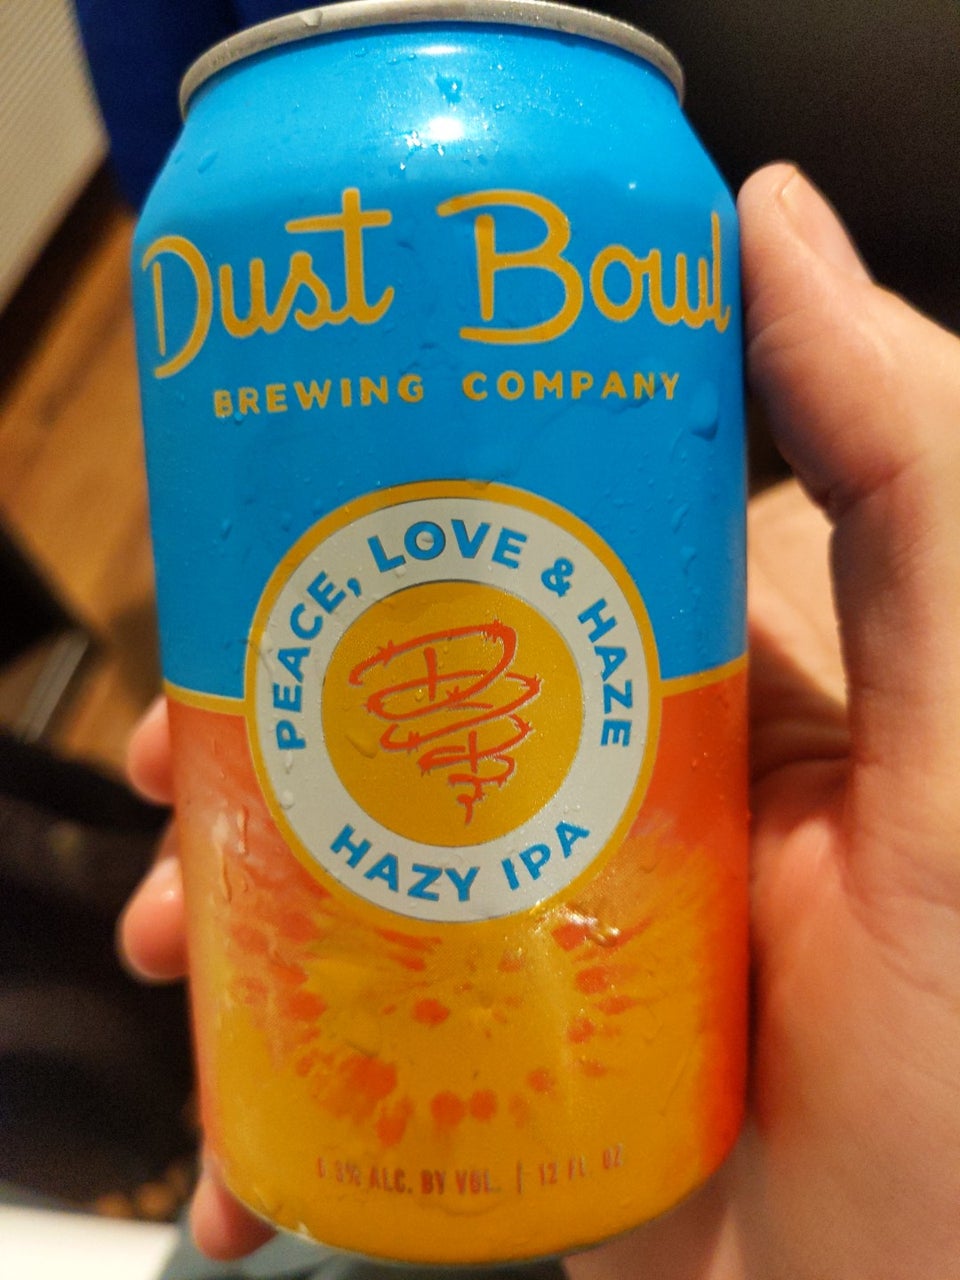 Dust Bowl
BREWING COMPANY
PEACE, LOVE & HAZE
HAZY IPA
ALC. BY VOL. | 12 FL. OZ